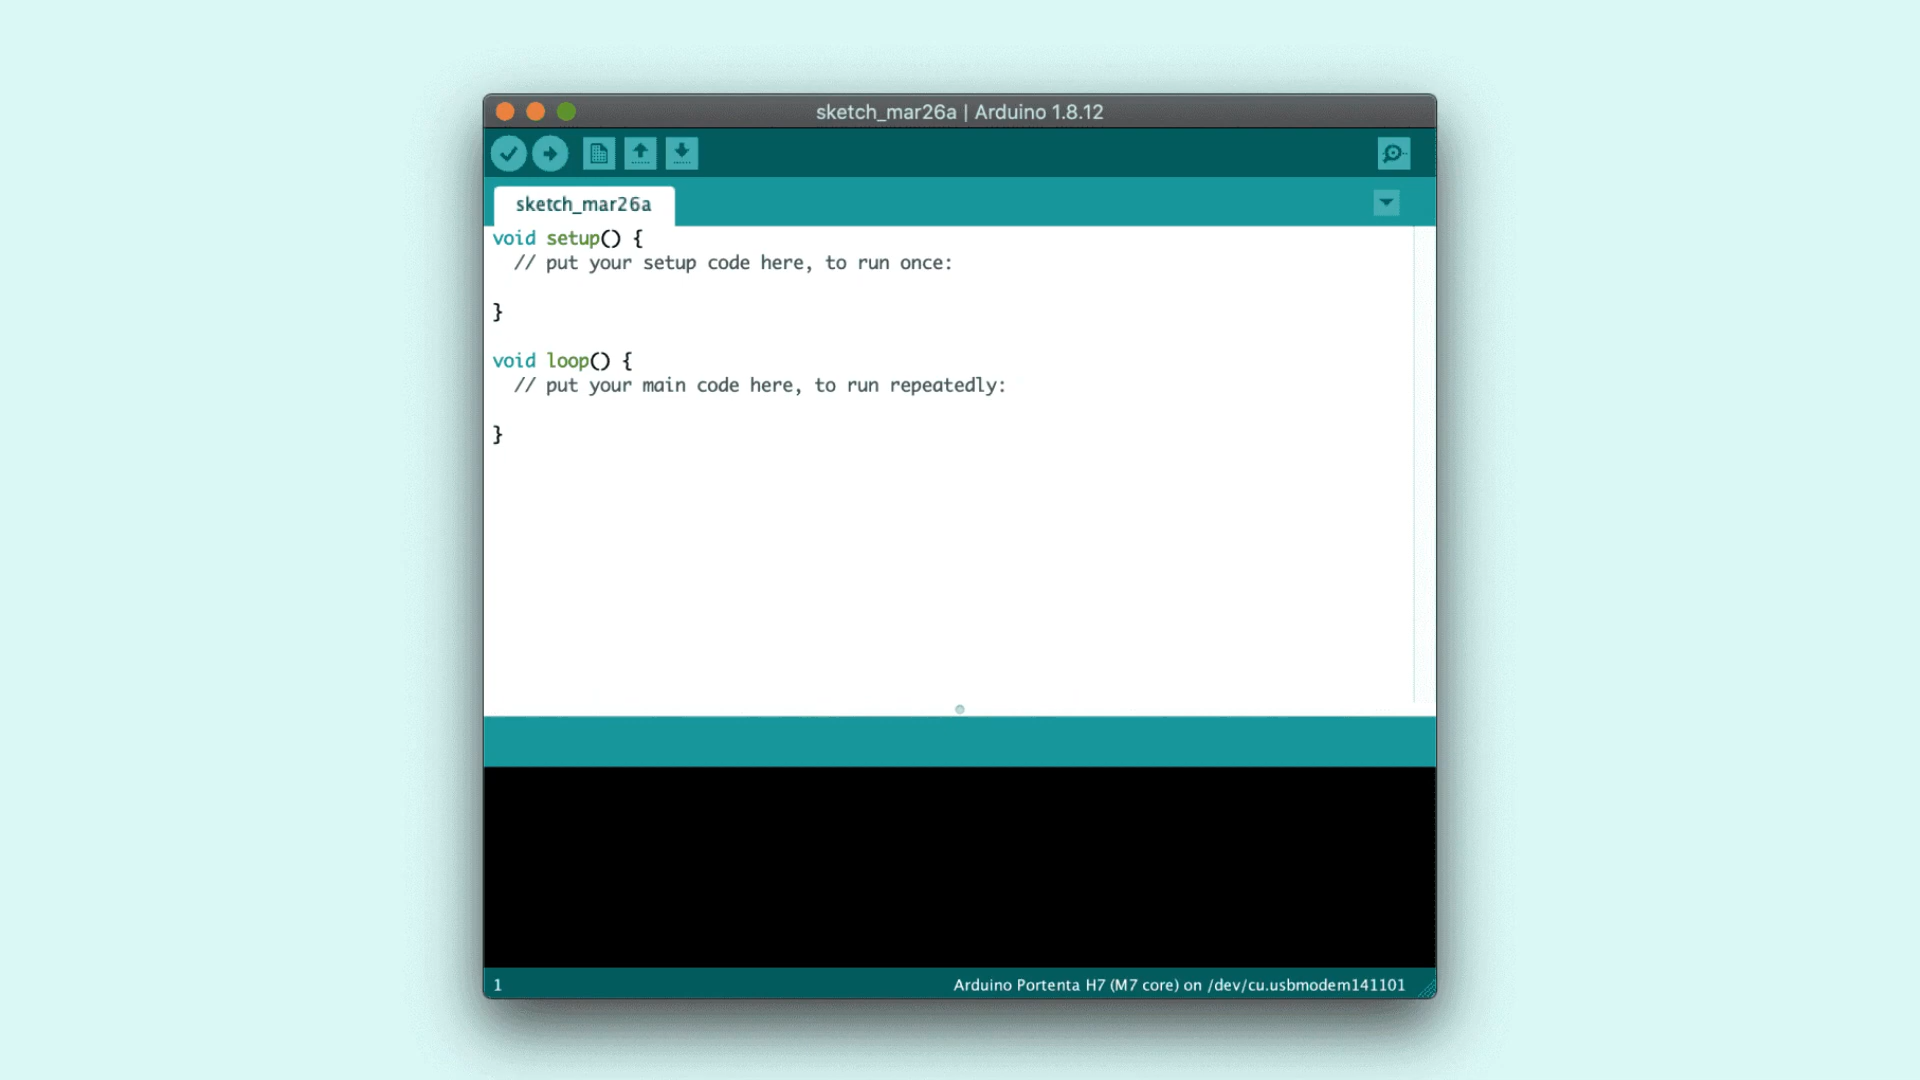 sketch_mar26a | Arduino 1.8.12
sketch_mar26a
void setup() {
  // put your setup code here, to run once:
}
void loop() {
  // put your main code here, to run repeatedly:
}
1
Arduino Portenta H7 (M7 core) on /dev/cu.usbmodem141101